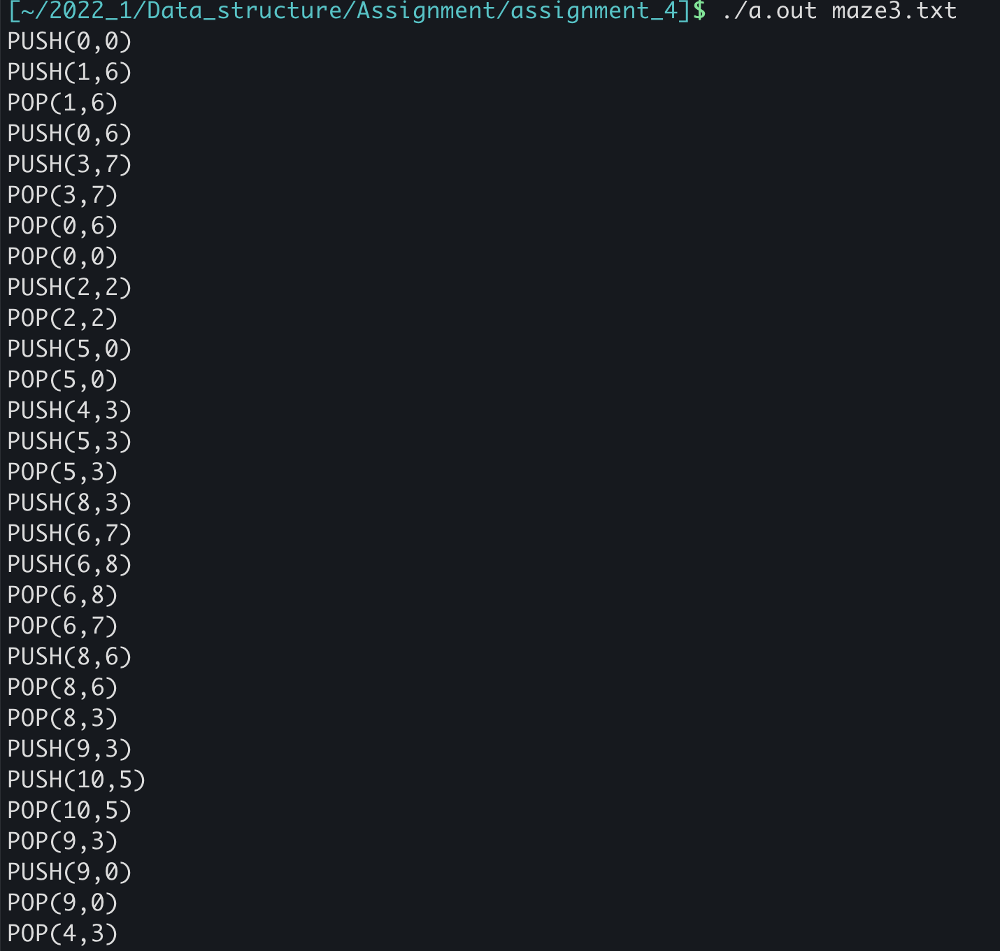 [~/2022_1/Data_structure/Assignment/assignment_4]$ ./a.out maze3.txt
PUSH(0,0)
PUSH(1,6)
POP(1,6)
PUSH(0,6)
PUSH(3,7)
POP(3,7)
POP(0,6)
POP(0,0)
PUSH(2,2)
POP(2,2)
PUSH(5,0)
POP(5,0)
PUSH(4,3)
PUSH(5,3)
POP(5,3)
PUSH(8,3)
PUSH(6,7)
PUSH(6,8)
POP(6,8)
POP(6,7)
PUSH(8,6)
POP(8,6)
POP(8,3)
PUSH(9,3)
PUSH(10,5)
POP(10,5)
POP(9,3)
PUSH(9,0)
POP(9,0)
POP(4,3)